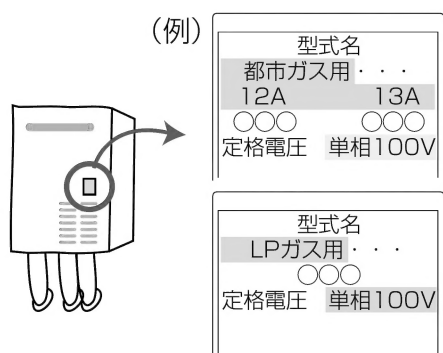 (例)
型式名
都市ガス用・・・
12A 13A
○○○ ○○○
定格電圧 単相100V
型式名
LPガス用・・・
○○○
定格電圧 単相100V